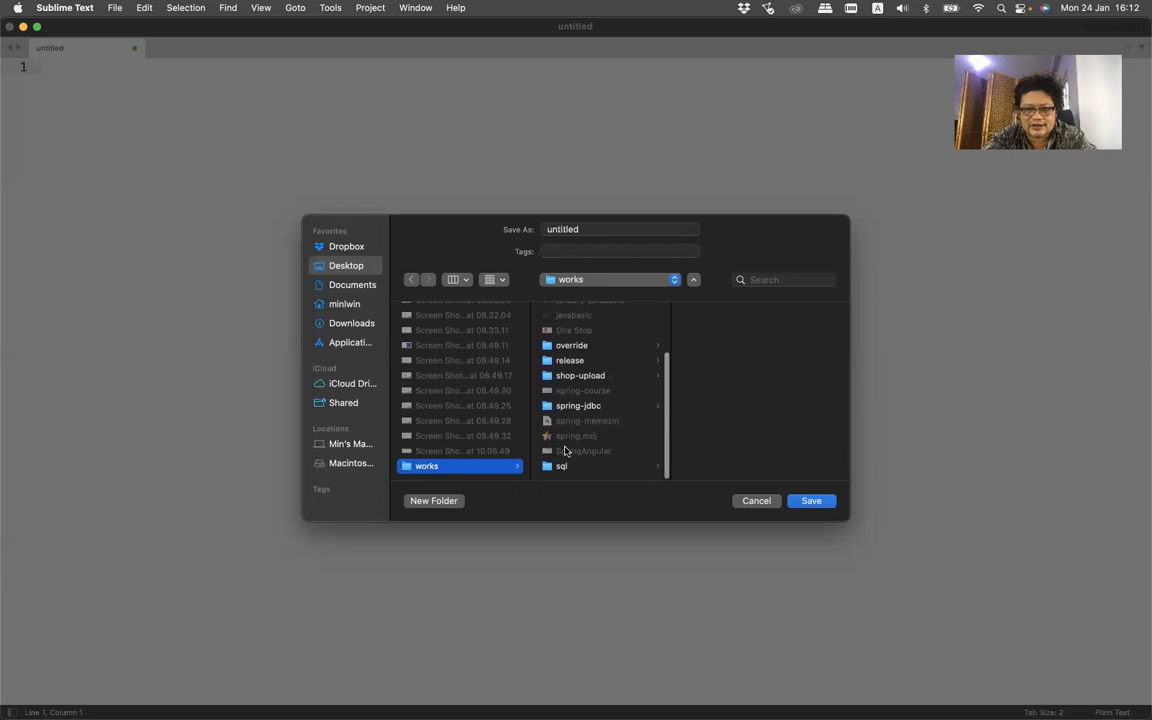 Sublime Text File Edit Selection Find View Goto Tools Project Window Help A Mon 24 Jan 16:12
untitled
untitled
1
Save As: untitled
Tags:
works
Search
Favorites
Dropbox
Desktop
Documents
minlwin
Downloads
Applicati...
iCloud
iCloud Dri...
Shared
Locations
Min's Ma...
Macintos...
Tags
Screen Sho...at 08.32.04
Screen Sho...at 08.33.11
Screen Sho...at 08.49.11
Screen Sho...at 08.49.14
Screen Shot...at 08.49.17
Screen Sho...at 08.49.20
Screen Sho...at 08.49.25
Screen Sho...at 08.49.28
Screen Sho...at 08.49.32
Screen Sho...at 10.08.49
works
javabasic
One Stop
override
release
shop-upload
spring-course
spring-jdbc
spring-memezin
spring.mdj
SpringAngular
sql
New Folder Cancel Save
Line 1, Column 1 Tab Size: 2 Plain Text